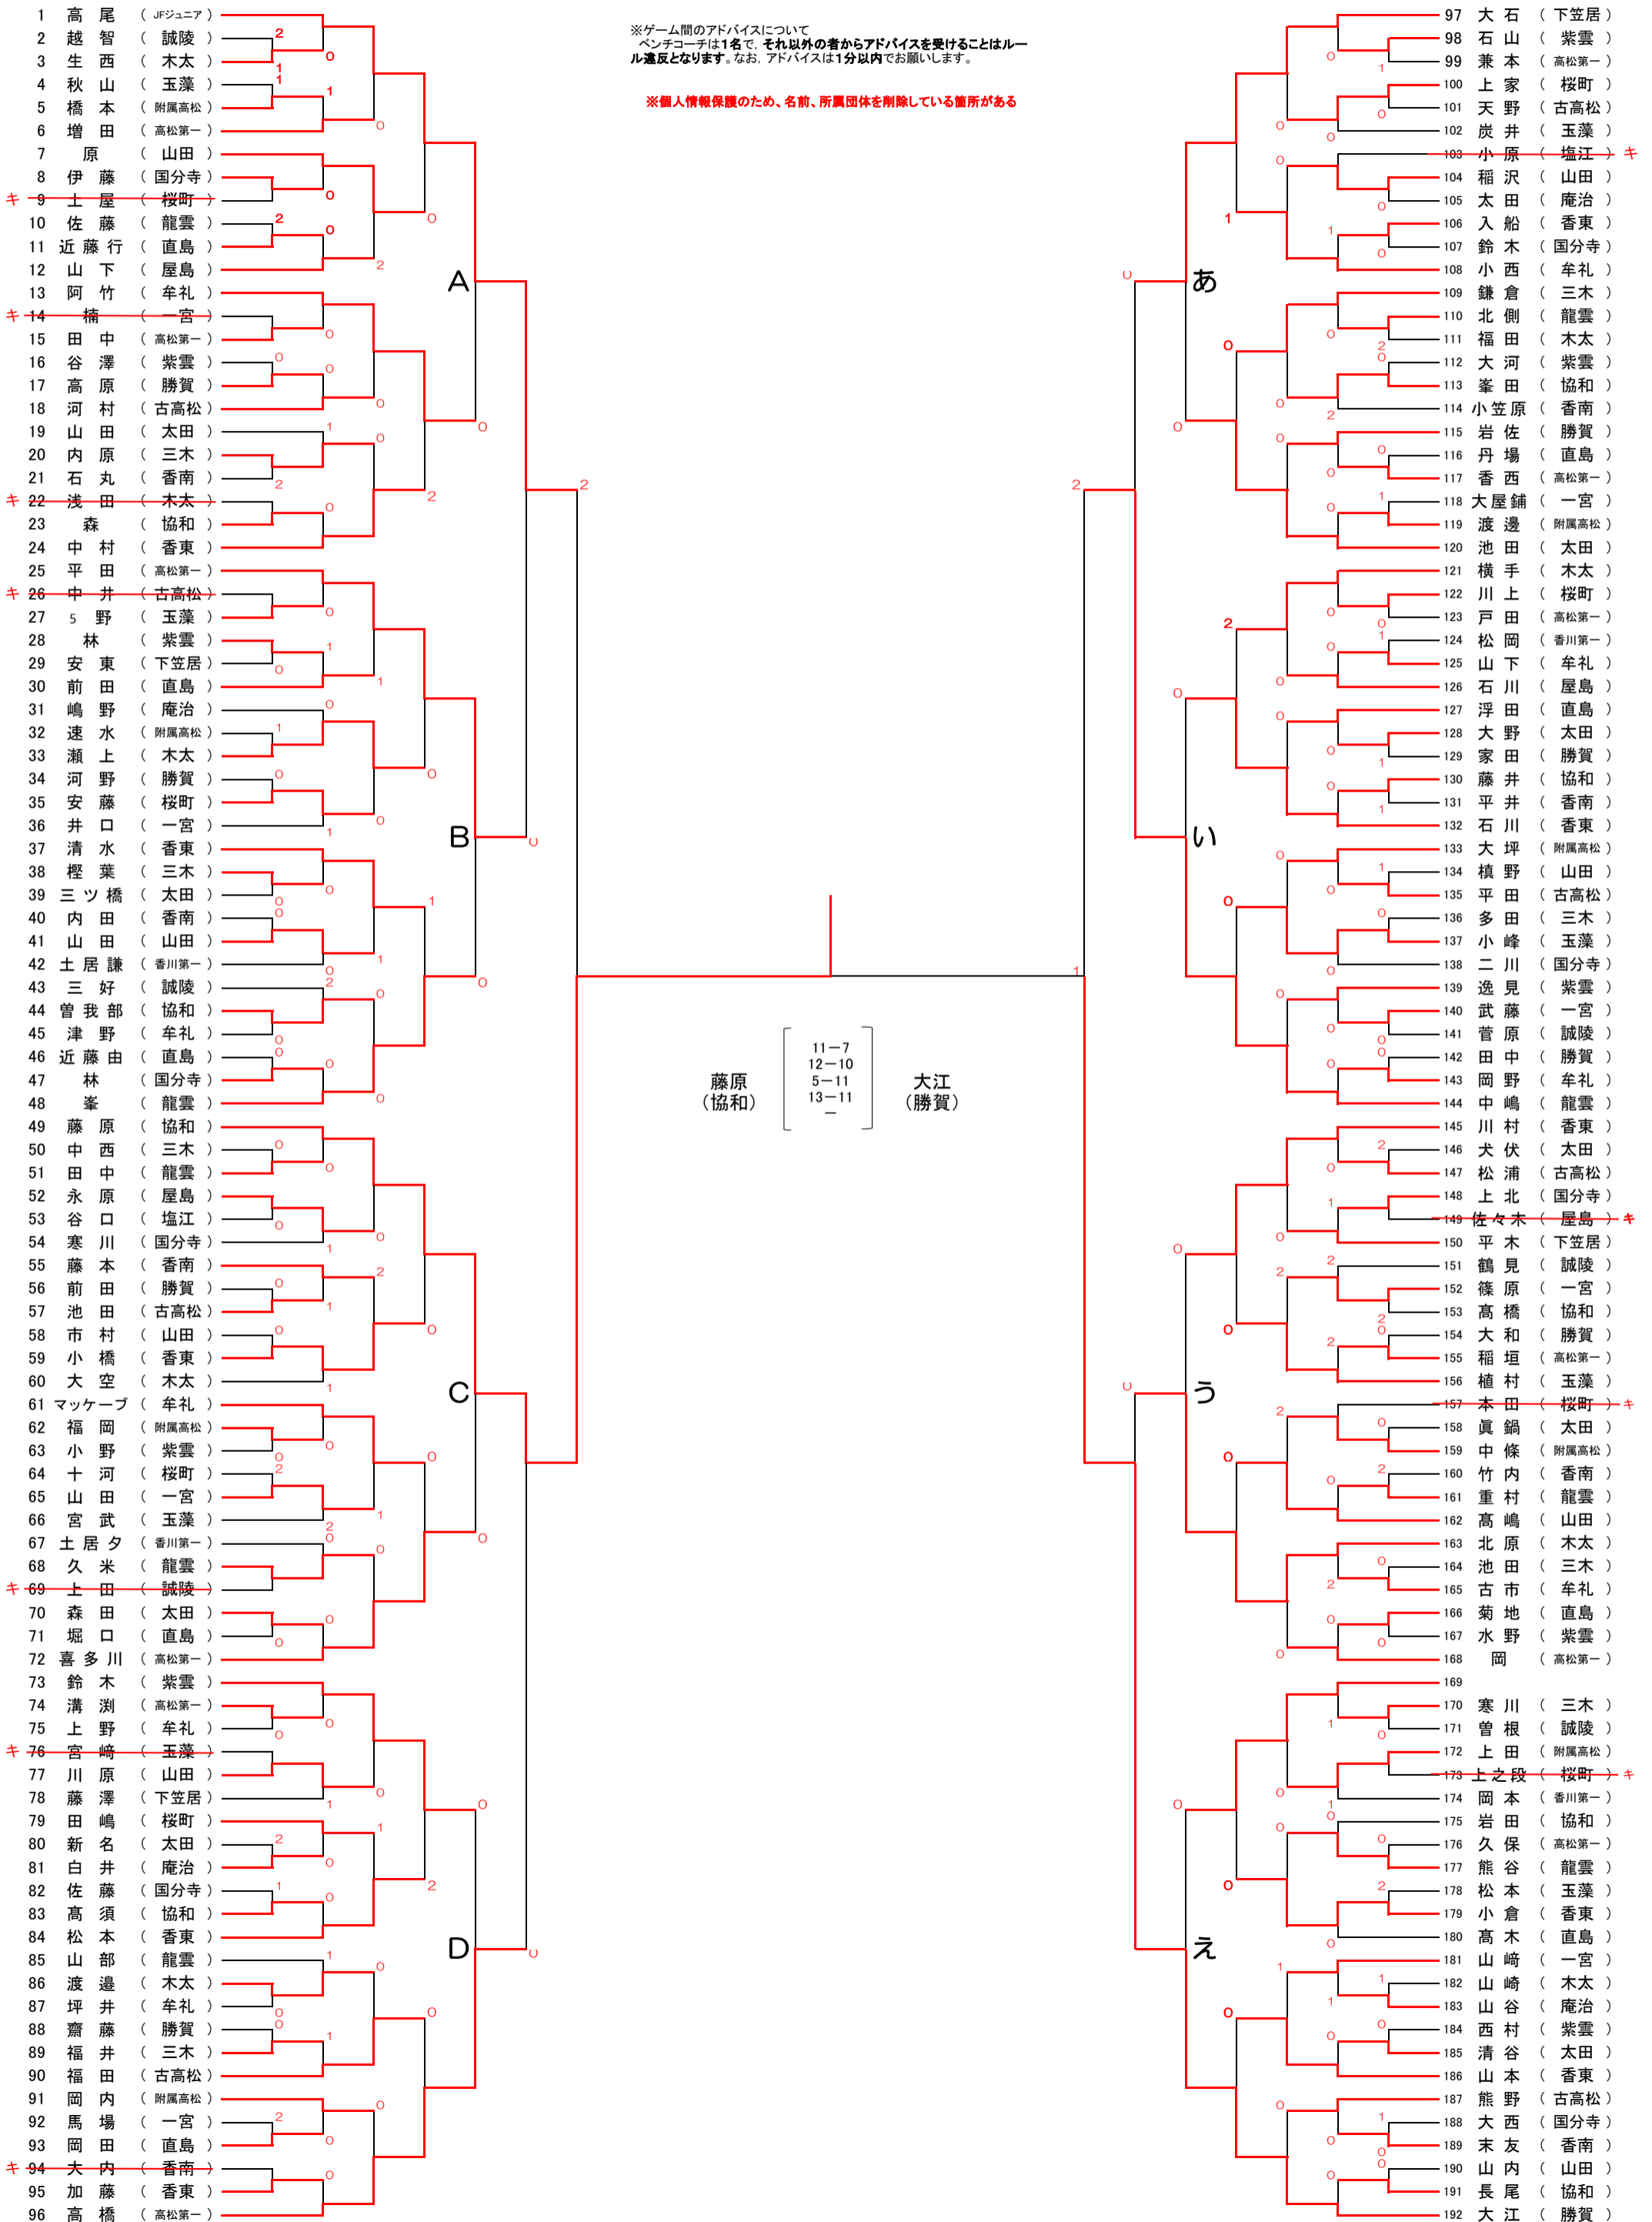 ※ゲーム間のアドバイスについて
ベンチコーチは1名で、それ以外の者からアドバイスを受けることはルー
ル違反となります。なお、アドバイスは1分以内でお願いします。
※個人情報保護のため、名前、所属団体を削除している箇所がある
1 高尾 (JFジュニア)
2 越智 (誠陵)
3 生西 (木太)
4 秋山 (玉藻)
5 橋本 (附属高松)
6 増田 (高松第一)
7 原 (山田)
8 伊藤 (国分寺)
キ 9 土屋 (桜町)
10 佐藤 (龍雲)
11 近藤行 (直島)
12 山下 (屋島)
13 阿竹 (牟礼)
キ 14 楠 (一宮)
15 田中 (高松第一)
16 谷澤 (紫雲)
17 高原 (勝賀)
18 河村 (古高松)
19 山田 (太田)
20 内原 (三木)
21 石丸 (香南)
キ 22 浅田 (木太)
23 森 (協和)
24 中村 (香東)
25 平田 (高松第一)
キ 26 中井 (古高松)
27 5野 (玉藻)
28 林 (紫雲)
29 安東 (下笠居)
30 前田 (直島)
31 嶋野 (庵治)
32 速水 (附属高松)
33 瀬上 (木太)
34 河野 (勝賀)
35 安藤 (桜町)
36 井口 (一宮)
37 清水 (香東)
38 樫葉 (三木)
39 三ツ橋 (太田)
40 内田 (香南)
41 山田 (山田)
42 土居謙 (香川第一)
43 三好 (誠陵)
44 曽我部 (協和)
45 津野 (牟礼)
46 近藤由 (直島)
47 林 (国分寺)
48 峯 (龍雲)
49 藤原 (協和)
50 中西 (三木)
51 田中 (龍雲)
52 永原 (屋島)
53 谷口 (塩江)
54 寒川 (国分寺)
55 藤本 (香南)
56 前田 (勝賀)
57 池田 (古高松)
58 市村 (山田)
59 小橋 (香東)
60 大空 (木太)
61 マッケーブ (牟礼)
62 福岡 (附属高松)
63 小野 (紫雲)
64 十河 (桜町)
65 山田 (一宮)
66 宮武 (玉藻)
67 土居夕 (香川第一)
68 久米 (龍雲)
キ 69 上田 (誠陵)
70 森田 (太田)
71 堀口 (直島)
72 喜多川 (高松第一)
73 鈴木 (紫雲)
74 溝渕 (高松第一)
75 上野 (牟礼)
キ 76 宮﨑 (玉藻)
77 川原 (山田)
78 藤澤 (下笠居)
79 田嶋 (桜町)
80 新名 (太田)
81 白井 (庵治)
82 佐藤 (国分寺)
83 髙須 (協和)
84 松本 (香東)
85 山部 (龍雲)
86 渡邉 (木太)
87 坪井 (牟礼)
88 齋藤 (勝賀)
89 福井 (三木)
90 福田 (古高松)
91 岡内 (附属高松)
92 馬場 (一宮)
93 岡田 (直島)
キ 94 大内 (香南)
95 加藤 (香東)
96 高橋 (高松第一)
A
B
C
D
藤原
(協和)
11－7
12－10
5－11
13－11
－
大江
(勝賀)
あ
い
う
え
97 大石 (下笠居)
98 石山 (紫雲)
99 兼本 (高松第一)
100 上家 (桜町)
101 天野 (古高松)
102 炭井 (玉藻)
103 小原 (塩江) キ
104 稲沢 (山田)
105 太田 (庵治)
106 入船 (香東)
107 鈴木 (国分寺)
108 小西 (牟礼)
109 鎌倉 (三木)
110 北側 (龍雲)
111 福田 (木太)
112 大河 (紫雲)
113 峯田 (協和)
114 小笠原 (香南)
115 岩佐 (勝賀)
116 丹場 (直島)
117 香西 (高松第一)
118 大屋鋪 (一宮)
119 渡邊 (附属高松)
120 池田 (太田)
121 横手 (木太)
122 川上 (桜町)
123 戸田 (高松第一)
124 松岡 (香川第一)
125 山下 (牟礼)
126 石川 (屋島)
127 浮田 (直島)
128 大野 (太田)
129 家田 (勝賀)
130 藤井 (協和)
131 平井 (香南)
132 石川 (香東)
133 大坪 (附属高松)
134 槙野 (山田)
135 平田 (古高松)
136 多田 (三木)
137 小峰 (玉藻)
138 二川 (国分寺)
139 逸見 (紫雲)
140 武藤 (一宮)
141 菅原 (誠陵)
142 田中 (勝賀)
143 岡野 (牟礼)
144 中嶋 (龍雲)
145 川村 (香東)
146 犬伏 (太田)
147 松浦 (古高松)
148 上北 (国分寺)
149 佐々木 (屋島) キ
150 平木 (下笠居)
151 鶴見 (誠陵)
152 篠原 (一宮)
153 髙橋 (協和)
154 大和 (勝賀)
155 稲垣 (高松第一)
156 植村 (玉藻)
157 本田 (桜町) キ
158 眞鍋 (太田)
159 中條 (附属高松)
160 竹内 (香南)
161 重村 (龍雲)
162 髙嶋 (山田)
163 北原 (木太)
164 池田 (三木)
165 古市 (牟礼)
166 菊地 (直島)
167 水野 (紫雲)
168 岡 (高松第一)
169
170 寒川 (三木)
171 曽根 (誠陵)
172 上田 (附属高松)
173 上之段 (桜町) キ
174 岡本 (香川第一)
175 岩田 (協和)
176 久保 (高松第一)
177 熊谷 (龍雲)
178 松本 (玉藻)
179 小倉 (香東)
180 髙木 (直島)
181 山﨑 (一宮)
182 山崎 (木太)
183 山谷 (庵治)
184 西村 (紫雲)
185 清谷 (太田)
186 山本 (香東)
187 熊野 (古高松)
188 大西 (国分寺)
189 末友 (香南)
190 山内 (山田)
191 長尾 (協和)
192 大江 (勝賀)